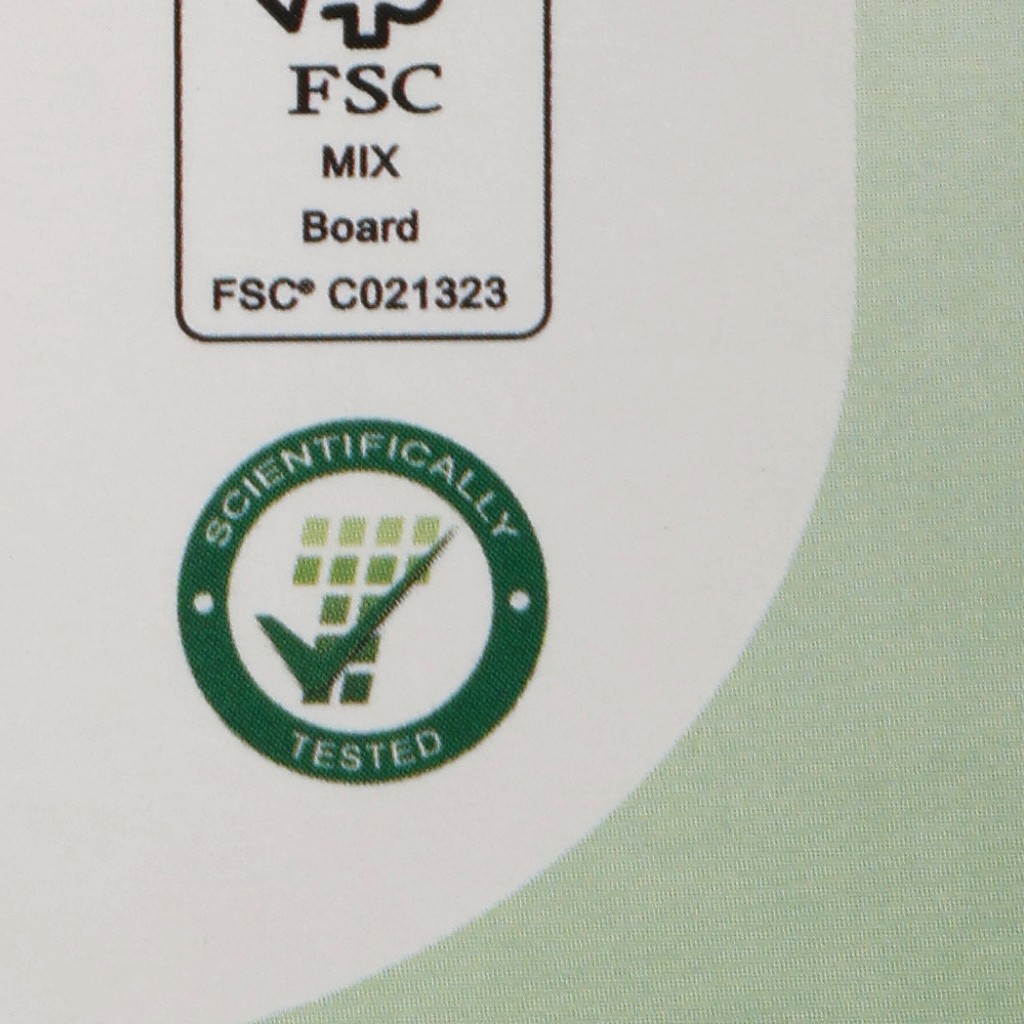 FSC
MIX
Board
FSC® C021323
SCIENTIFICALLY
TESTED